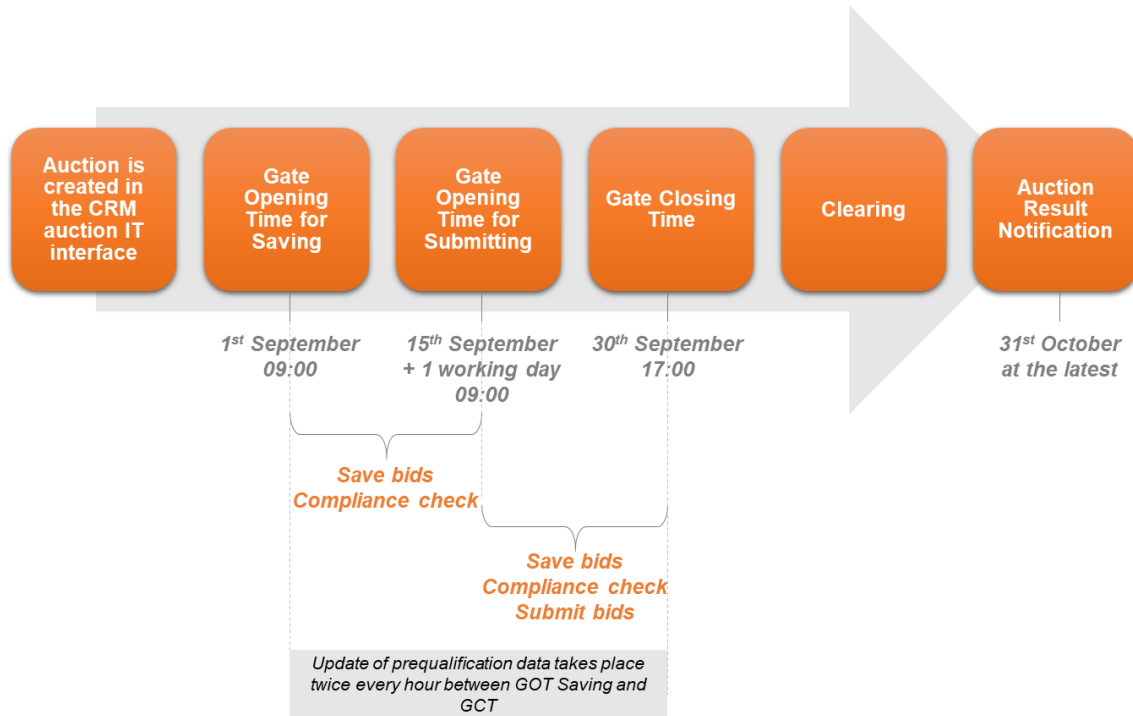 Auction is
created in
the CRM
auction IT
interface
Gate
Opening
Time for
Saving
Gate
Opening
Time for
Submitting
Gate Closing
Time
Clearing
Auction
Result
Notification
1st September
09:00
15th September
+ 1 working day
09:00
30th September
17:00
31st October
at the latest
Save bids
Compliance check
Save bids
Compliance check
Submit bids
Update of prequalification data takes place
twice every hour between GOT Saving and
GCT